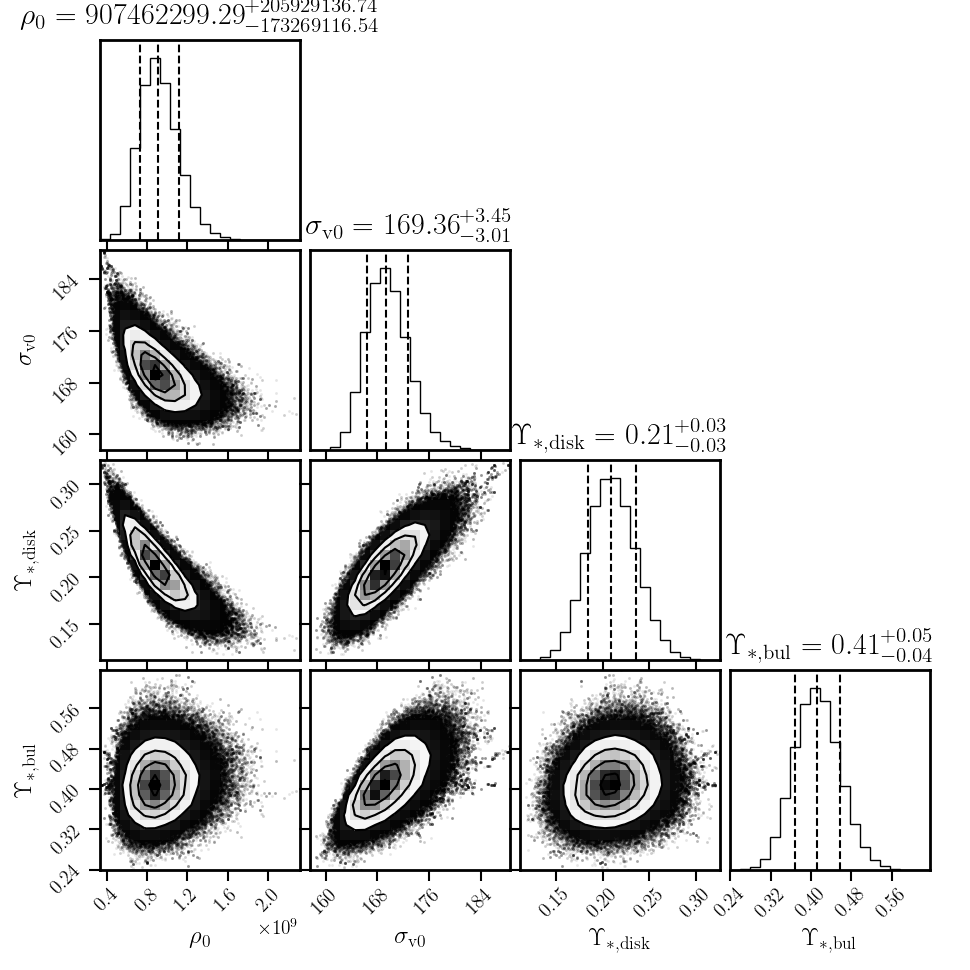 ρ₀ = 907462299.29⁺²⁰⁵⁹²⁹¹³⁶·⁷⁴₋₁₇₃₂₆₉₁₁₆.₅₄
σᵥ₀ = 169.36⁺³·⁴⁵₋₃.₀₁
184
176
168
160
σᵥ₀
ϒ*,disk = 0.21⁺⁰·⁰³₋₀.₀₃
0.30
0.25
0.20
0.15
ϒ*,disk
ϒ*,bul = 0.41⁺⁰·⁰⁵₋₀.₀₄
0.56
0.48
0.40
0.32
0.24
ϒ*,bul
0.4 0.8 1.2 1.6 2.0 160 168 176 184 0.15 0.20 0.25 0.30 0.24 0.32 0.40 0.48 0.56
×10⁹
ρ₀ σᵥ₀ ϒ*,disk ϒ*,bul